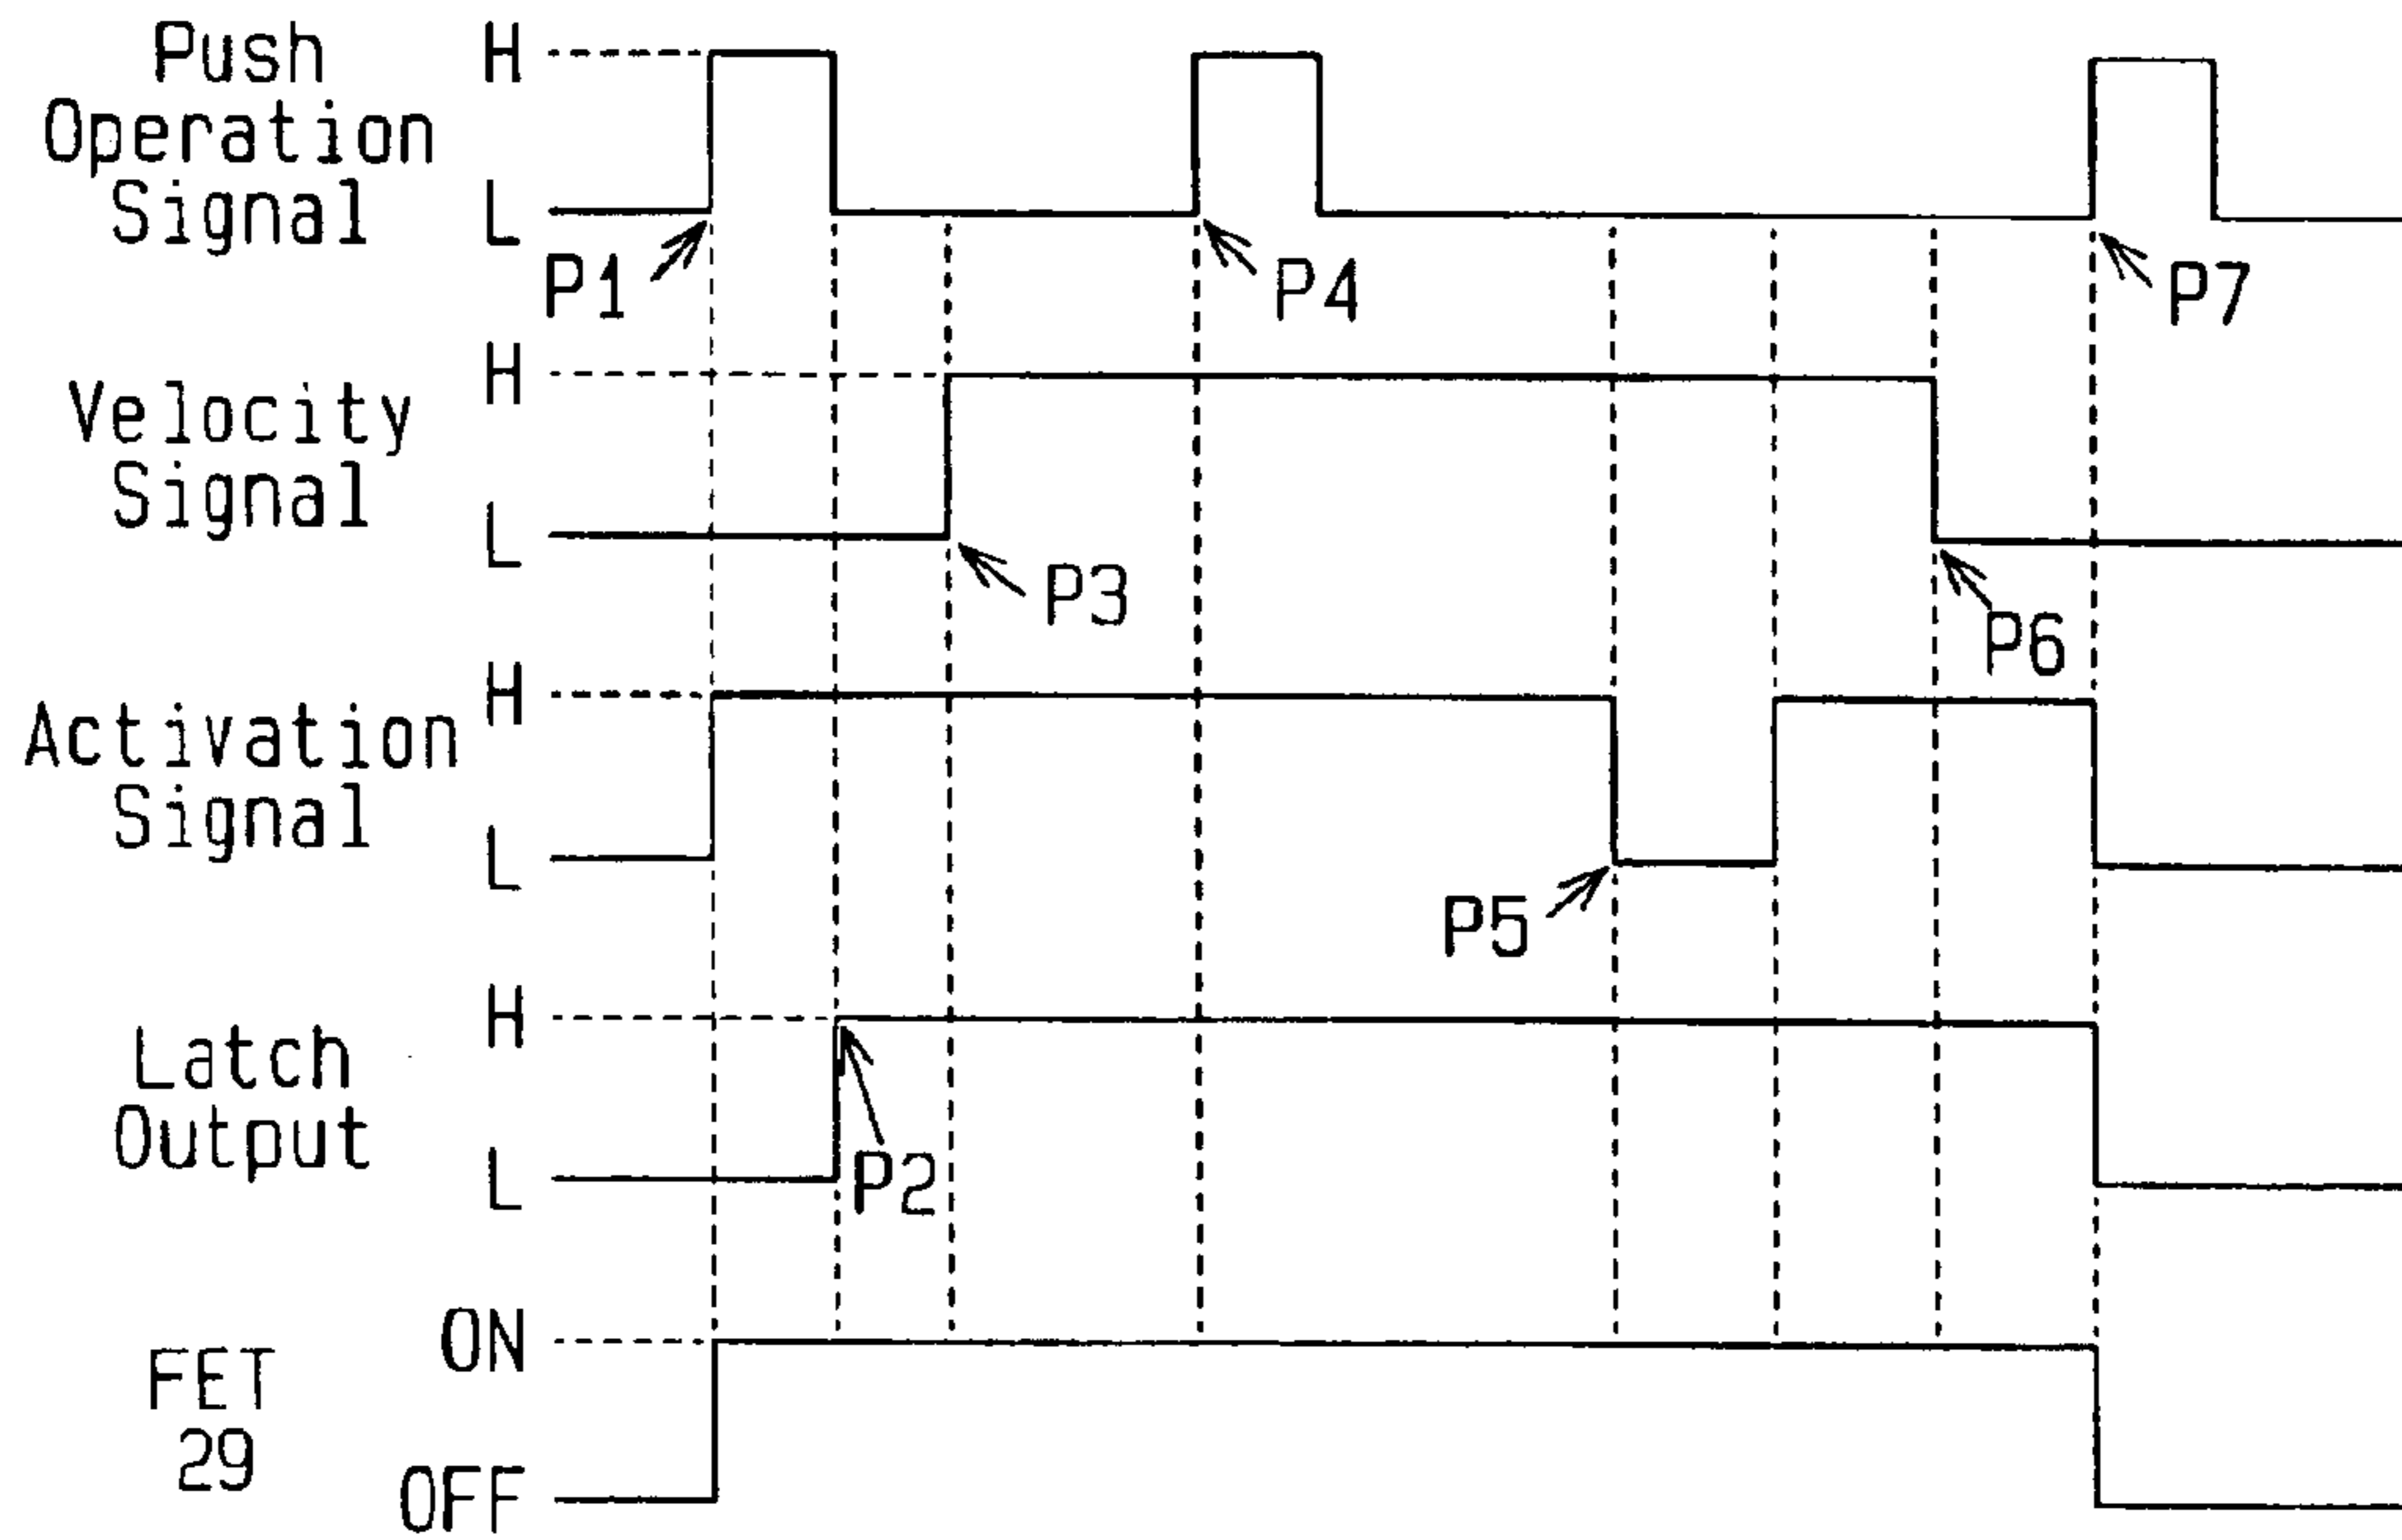 Push
Operation
Signal
H
L
P1
P4
P7
Velocity
Signal
H
L
P3
P6
Activation
Signal
H
L
P5
Latch
Output
H
L
P2
FET
29
ON
OFF